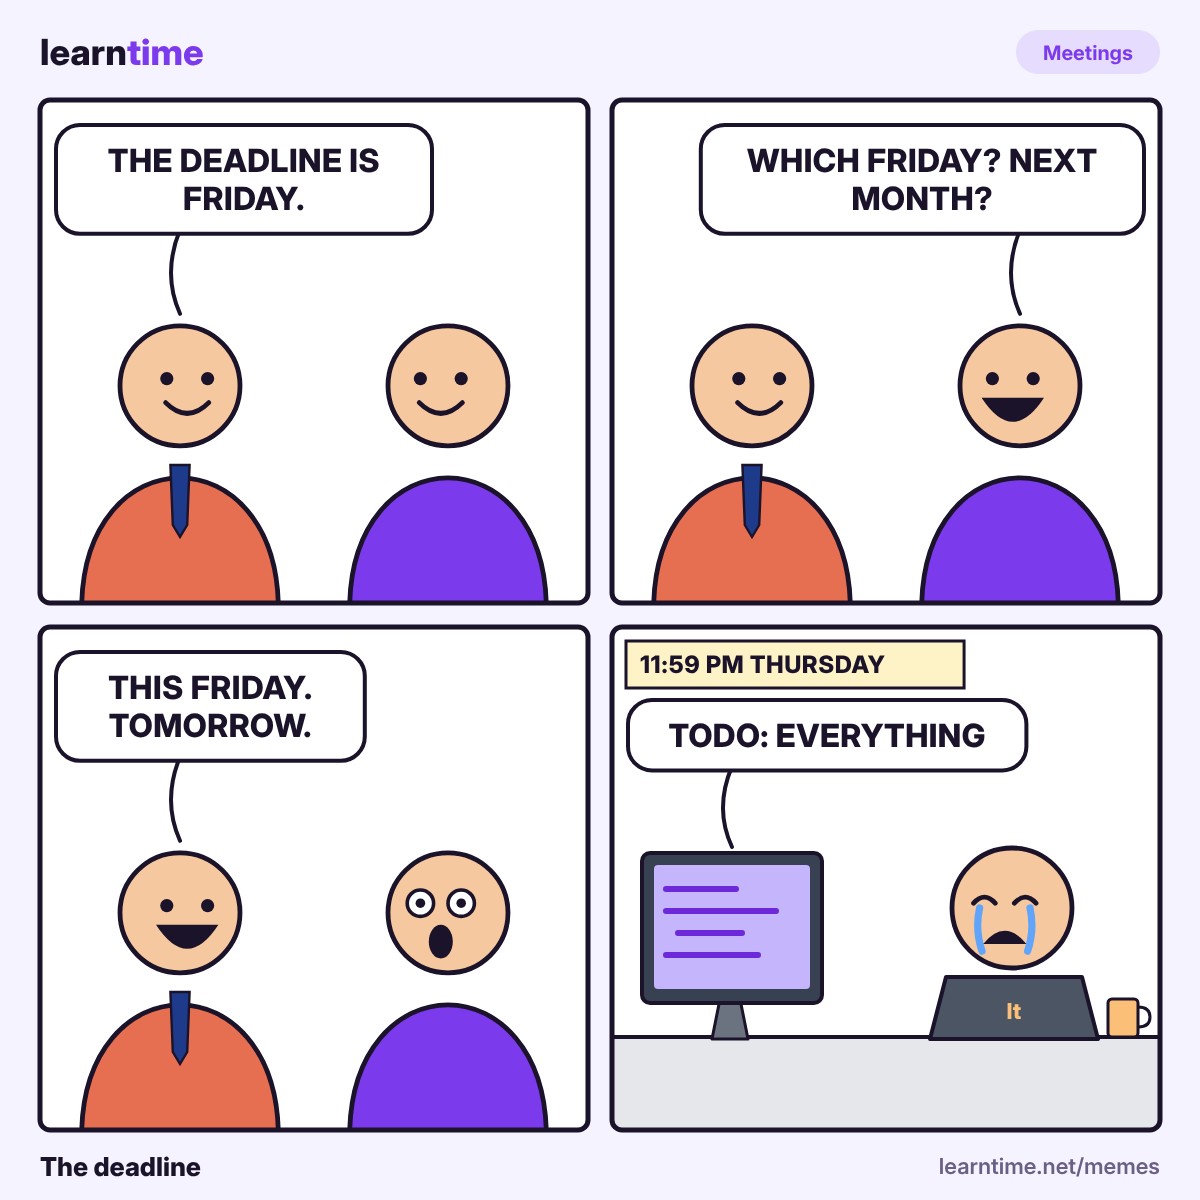 learntime
Meetings
THE DEADLINE IS
FRIDAY.
WHICH FRIDAY? NEXT
MONTH?
THIS FRIDAY.
TOMORROW.
11:59 PM THURSDAY
TODO: EVERYTHING
lt
The deadline
learntime.net/memes